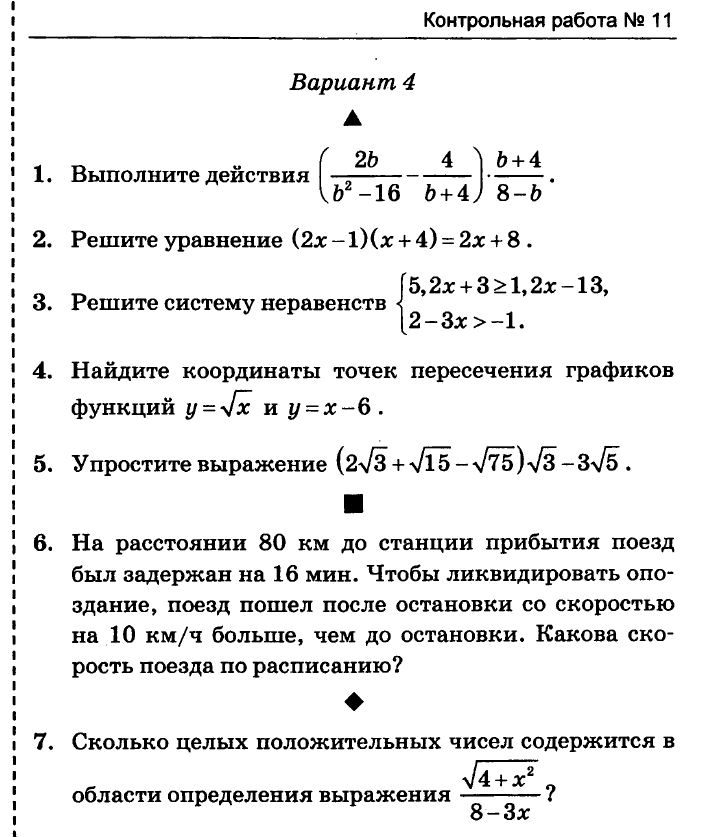 Контрольная работа № 11
Вариант 4
▲
1. Выполните действия (2b/(b² – 16) – 4/(b + 4)) · (b + 4)/(8 – b).
2. Решите уравнение (2x – 1)(x + 4) = 2x + 8.
3. Решите систему неравенств { 5,2x + 3 ≥ 1,2x – 13,
2 – 3x > –1.
4. Найдите координаты точек пересечения графиков
функций y = √x и y = x – 6.
5. Упростите выражение (2√3 + √15 – √75)√3 – 3√5.
■
6. На расстоянии 80 км до станции прибытия поезд
был задержан на 16 мин. Чтобы ликвидировать опо-
здание, поезд пошел после остановки со скоростью
на 10 км/ч больше, чем до остановки. Какова ско-
рость поезда по расписанию?
◆
7. Сколько целых положительных чисел содержится в
области определения выражения √(4 + x²)/(8 – 3x)?